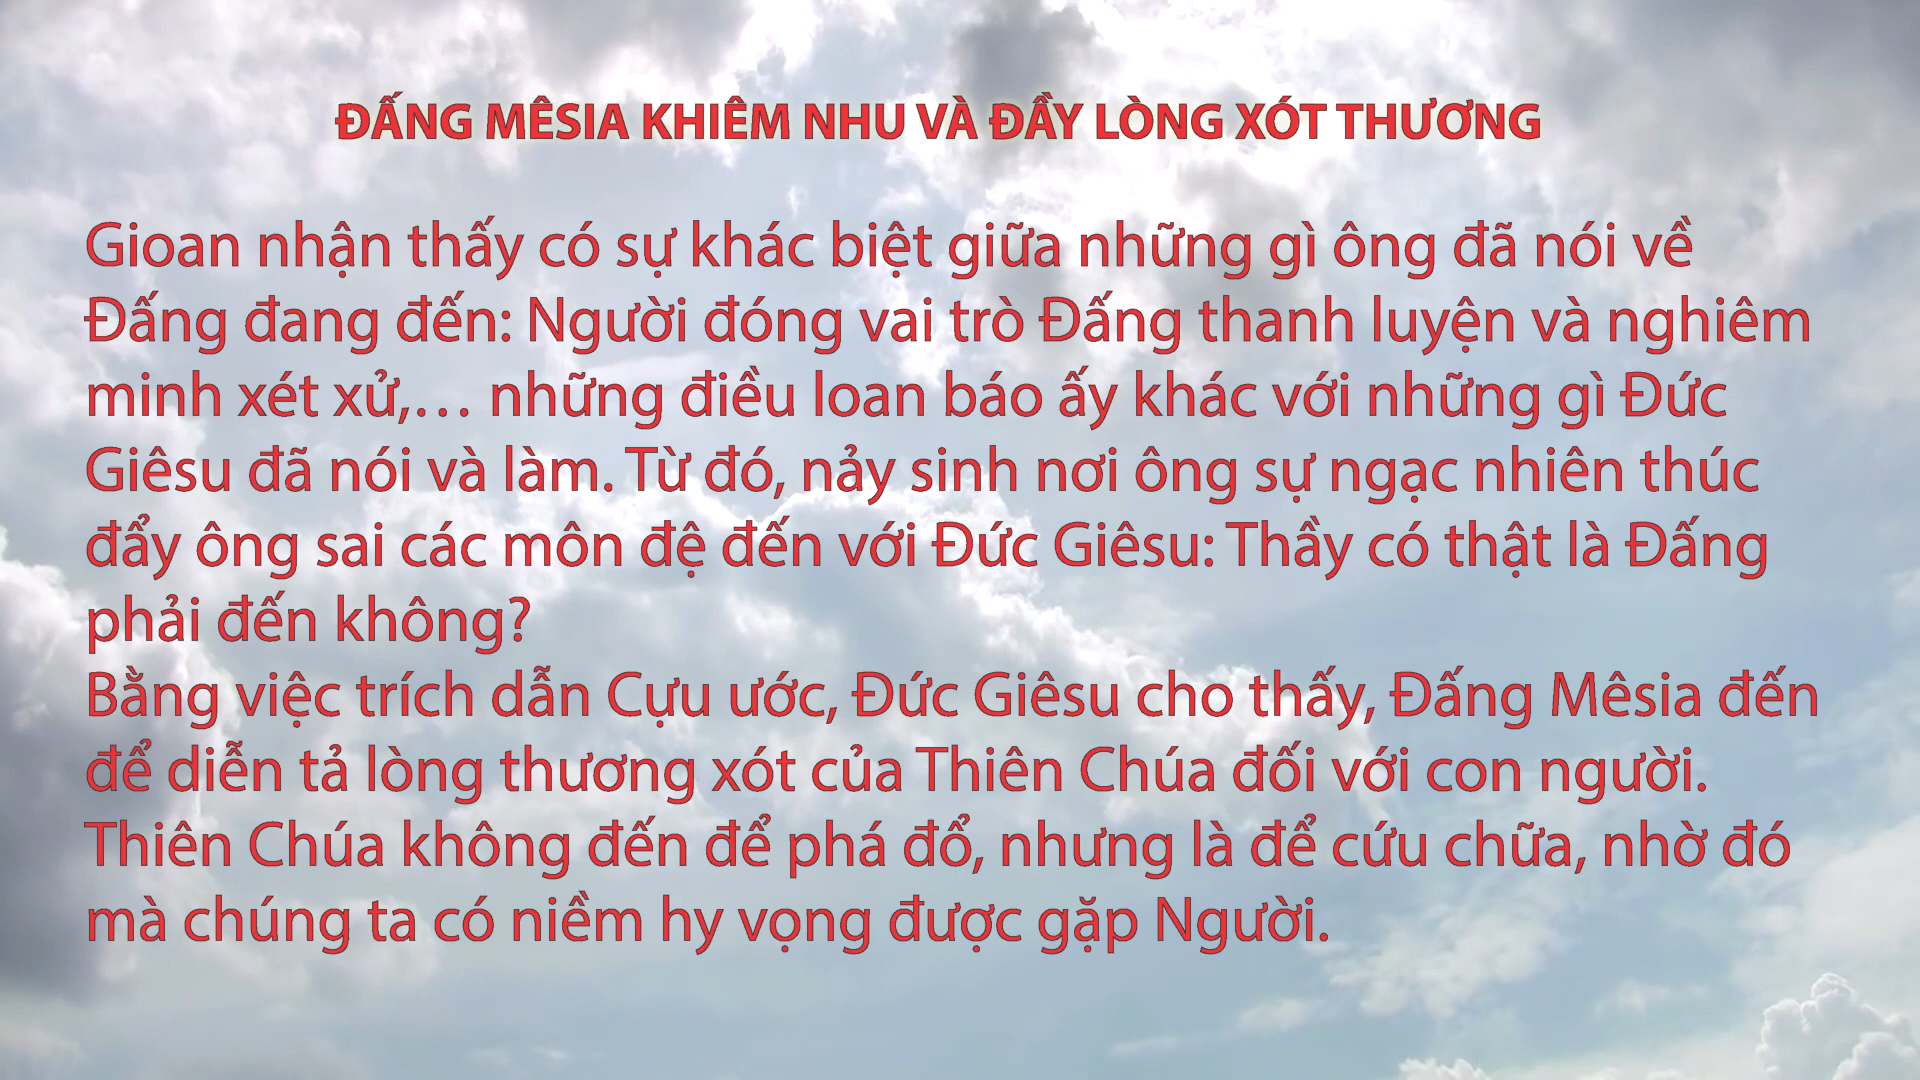 ĐẤNG MÊSIA KHIÊM NHU VÀ ĐẦY LÒNG XÓT THƯƠNG
Gioan nhận thấy có sự khác biệt giữa những gì ông đã nói về
Đấng đang đến: Người đóng vai trò Đấng thanh luyện và nghiêm
minh xét xử,… những điều loan báo ấy khác với những gì Đức
Giêsu đã nói và làm. Từ đó, nảy sinh nơi ông sự ngạc nhiên thúc
đẩy ông sai các môn đệ đến với Đức Giêsu: Thầy có thật là Đấng
phải đến không?
Bằng việc trích dẫn Cựu ước, Đức Giêsu cho thấy, Đấng Mêsia đến
để diễn tả lòng thương xót của Thiên Chúa đối với con người.
Thiên Chúa không đến để phá đổ, nhưng là để cứu chữa, nhờ đó
mà chúng ta có niềm hy vọng được gặp Người.